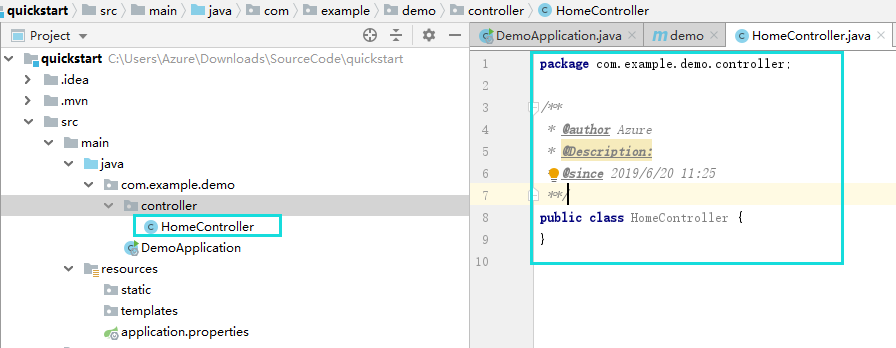 quickstart src main java com example demo controller HomeController
Project
quickstart C:\Users\Azure\Downloads\SourceCode\quickstart
.idea
.mvn
src
main
java
com.example.demo
controller
HomeController
DemoApplication
resources
static
templates
application.properties
DemoApplication.java demo HomeController.java
1 package com.example.demo.controller;
2
3 /**
4 * @author Azure
5 * @Description:
6 @since 2019/6/20 11:25
7 **/
8 public class HomeController {
9 }
10